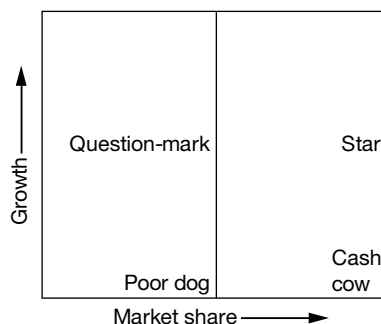 Growth
Question-mark
Star
Poor dog
Cash
cow
Market share